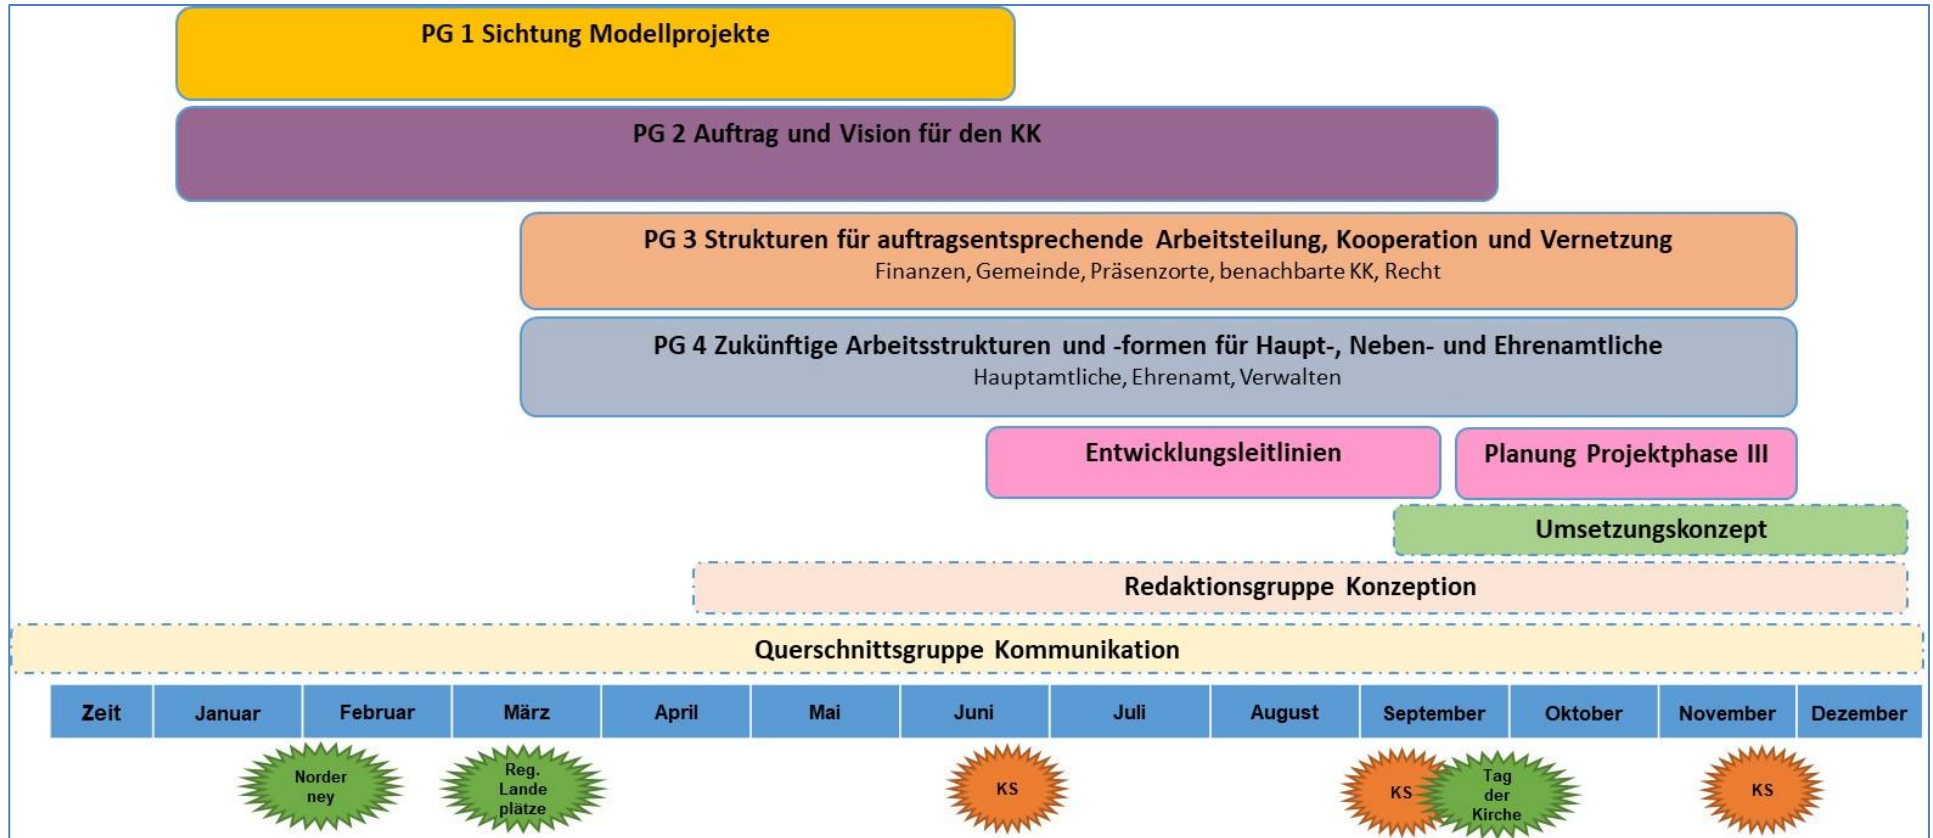 PG 1 Sichtung Modellprojekte
PG 2 Auftrag und Vision für den KK
PG 3 Strukturen für auftragsentsprechende Arbeitsteilung, Kooperation und Vernetzung
Finanzen, Gemeinde, Präsenzorte, benachbarte KK, Recht
PG 4 Zukünftige Arbeitsstrukturen und -formen für Haupt-, Neben- und Ehrenamtliche
Hauptamtliche, Ehrenamt, Verwalten
Entwicklungsleitlinien
Planung Projektphase III
Umsetzungskonzept
Redaktionsgruppe Konzeption
Querschnittsgruppe Kommunikation
Zeit Januar Februar März April Mai Juni Juli August September Oktober November Dezember
Norder
ney
Reg.
Lande
plätze
KS
KS
Tag
der
Kirche
KS